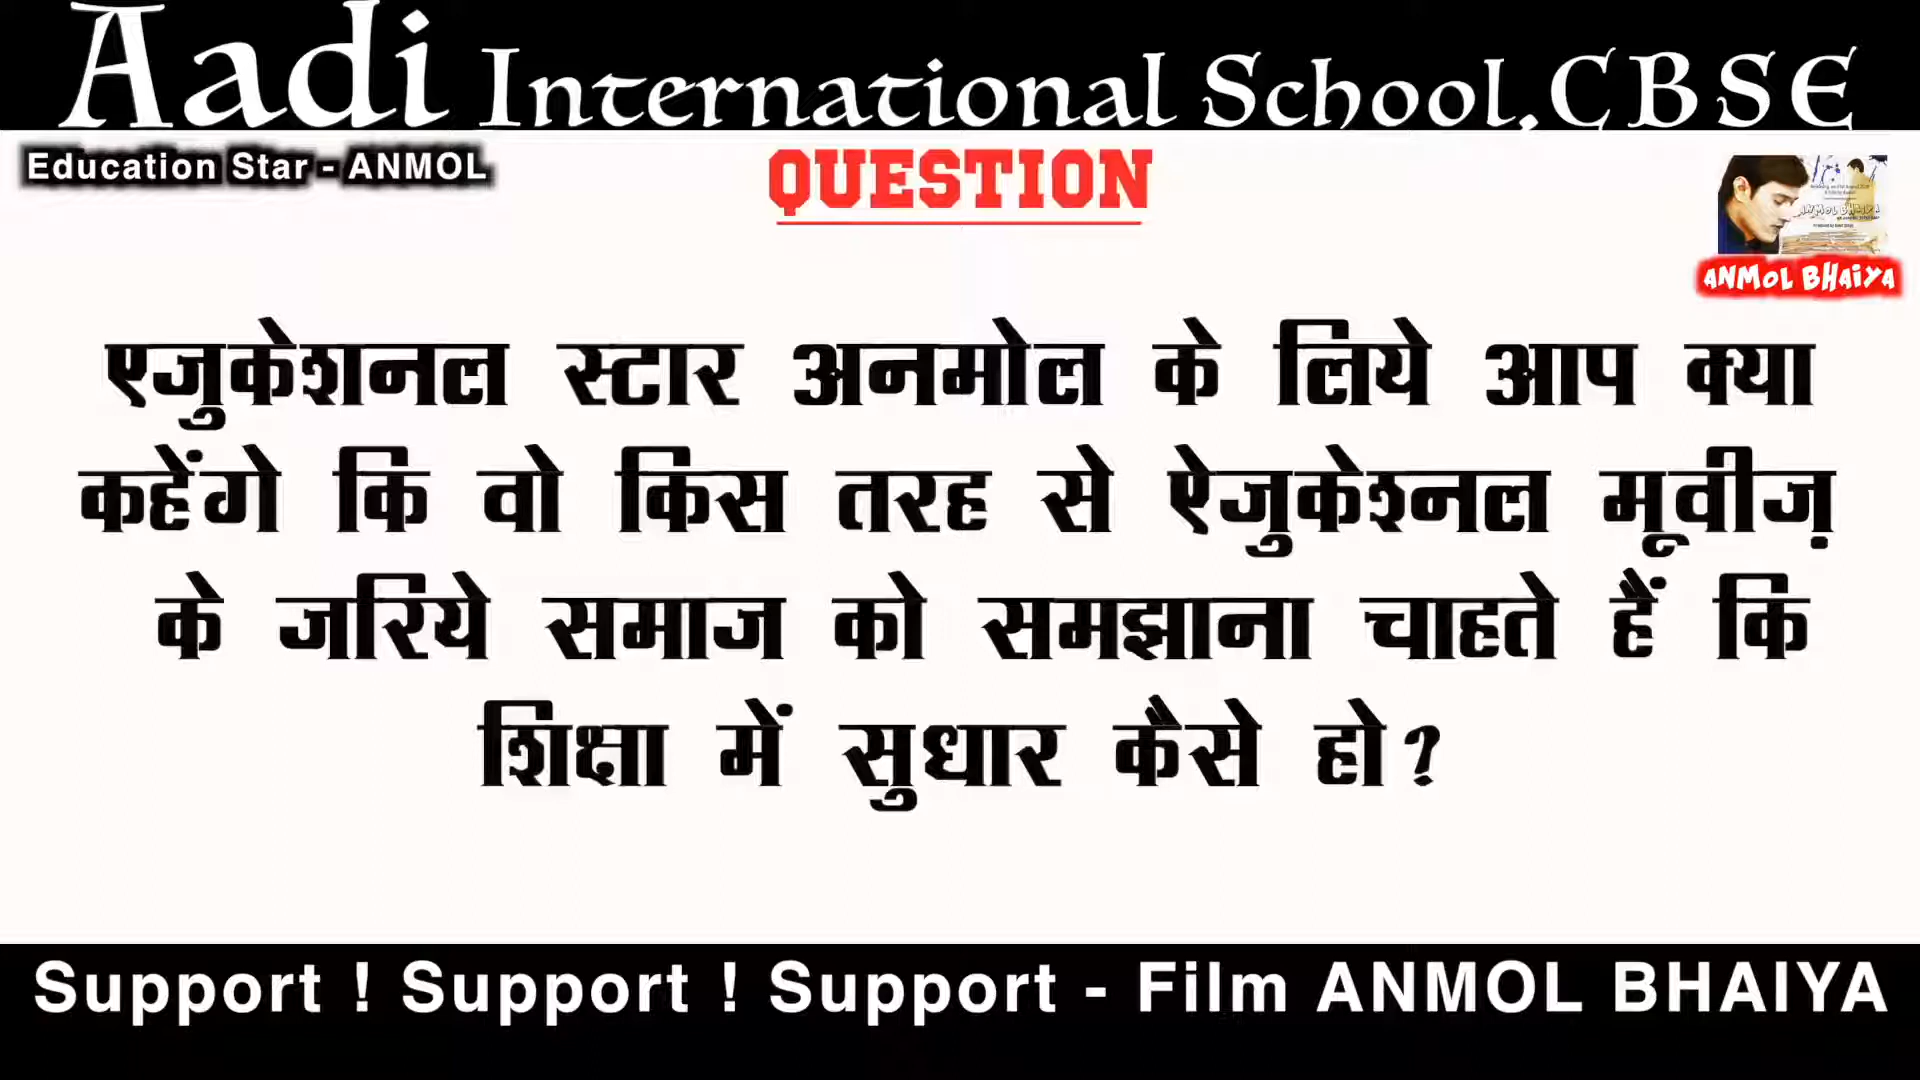 Aadi International School.CBSE
Education Star - ANMOL
QUESTION
ANMOL BHAiYA
एजुकेशनल स्टार अनमोल के लिये आप क्या
कहेंगे कि वो किस तरह से ऐजुकेश्नल मूवीज़
के जरिये समाज को समझाना चाहते हैं कि
शिक्षा में सुधार कैसे हो?
Support ! Support ! Support - Film ANMOL BHAIYA